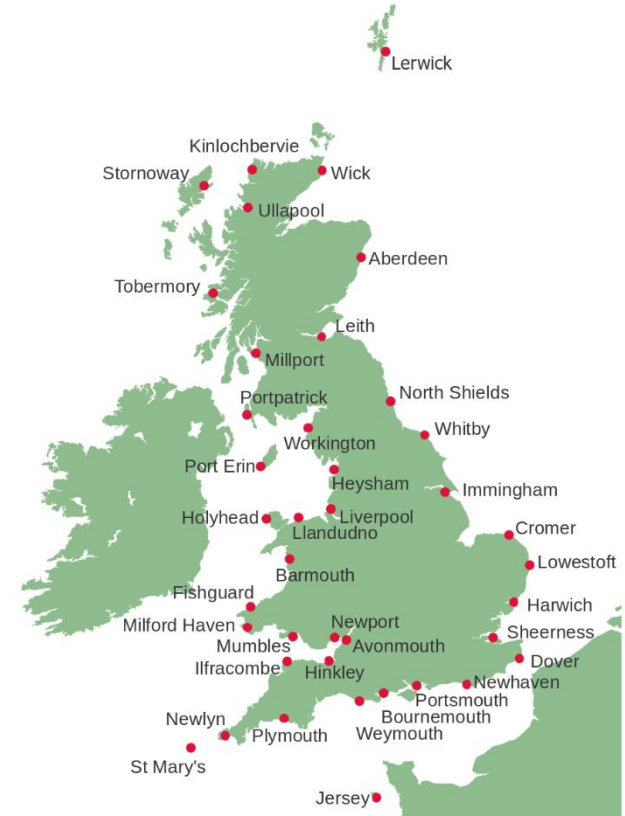 Lerwick
Kinlochbervie
Stornoway
Wick
Ullapool
Aberdeen
Tobermory
Leith
Millport
Portpatrick
North Shields
Whitby
Workington
Port Erin
Heysham
Immingham
Holyhead
Liverpool
Llandudno
Cromer
Lowestoft
Barmouth
Fishguard
Harwich
Milford Haven
Newport
Sheerness
Mumbles
Avonmouth
Ilfracombe
Hinkley
Dover
Newhaven
Portsmouth
Bournemouth
Newlyn
Plymouth
Weymouth
St Mary's
Jersey